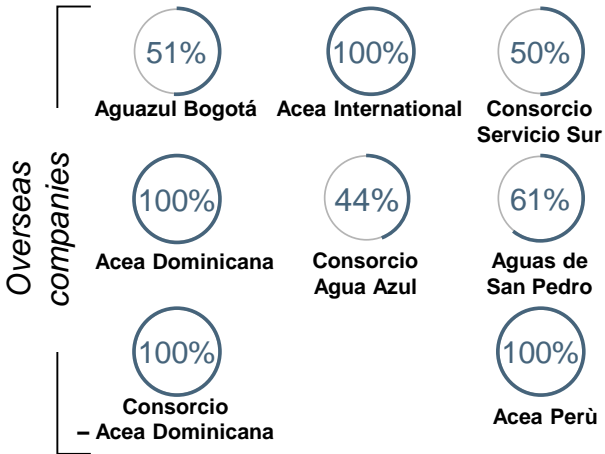 Overseas
companies
51%
Aguazul Bogotá
100%
Acea International
50%
Consorcio
Servicio Sur
100%
Acea Dominicana
44%
Consorcio
Agua Azul
61%
Aguas de
San Pedro
100%
Consorcio
– Acea Dominicana
100%
Acea Perù